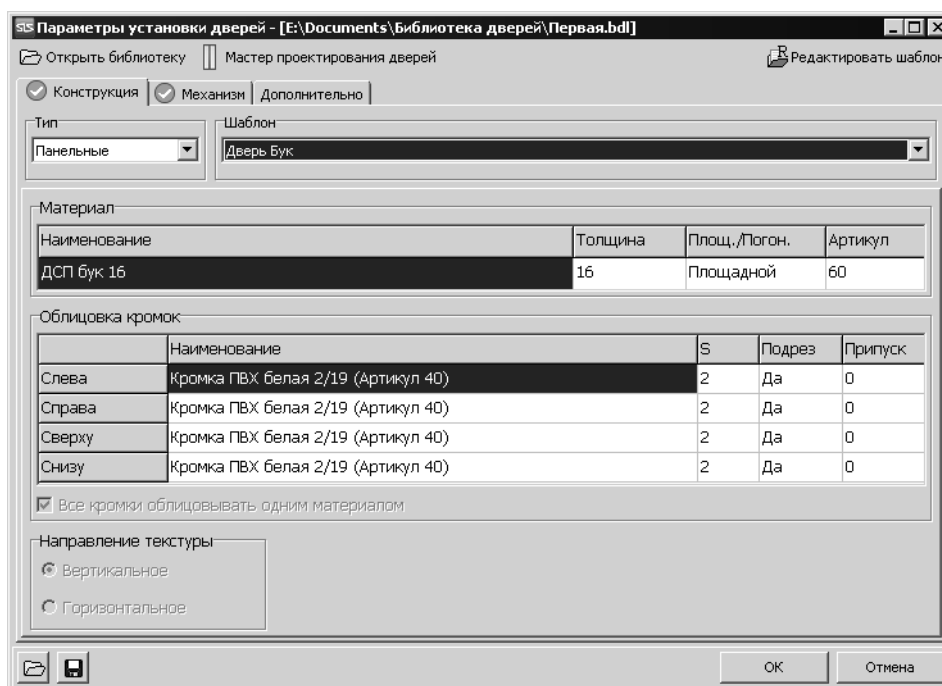 SLS Параметры установки дверей - [E:\Documents\Библиотека дверей\Первая.bdl]
Открыть библиотеку Мастер проектирования дверей Редактировать шаблон
Конструкция Механизм Дополнительно
Тип Шаблон
Панельные Дверь Бук
Материал
Наименование Толщина Площ./Погон. Артикул
ДСП бук 16 16 Площадной 60
Облицовка кромок
Наименование S Подрез Припуск
Слева Кромка ПВХ белая 2/19 (Артикул 40) 2 Да 0
Справа Кромка ПВХ белая 2/19 (Артикул 40) 2 Да 0
Сверху Кромка ПВХ белая 2/19 (Артикул 40) 2 Да 0
Снизу Кромка ПВХ белая 2/19 (Артикул 40) 2 Да 0
Все кромки облицовывать одним материалом
Направление текстуры
Вертикальное
Горизонтальное
OK Отмена